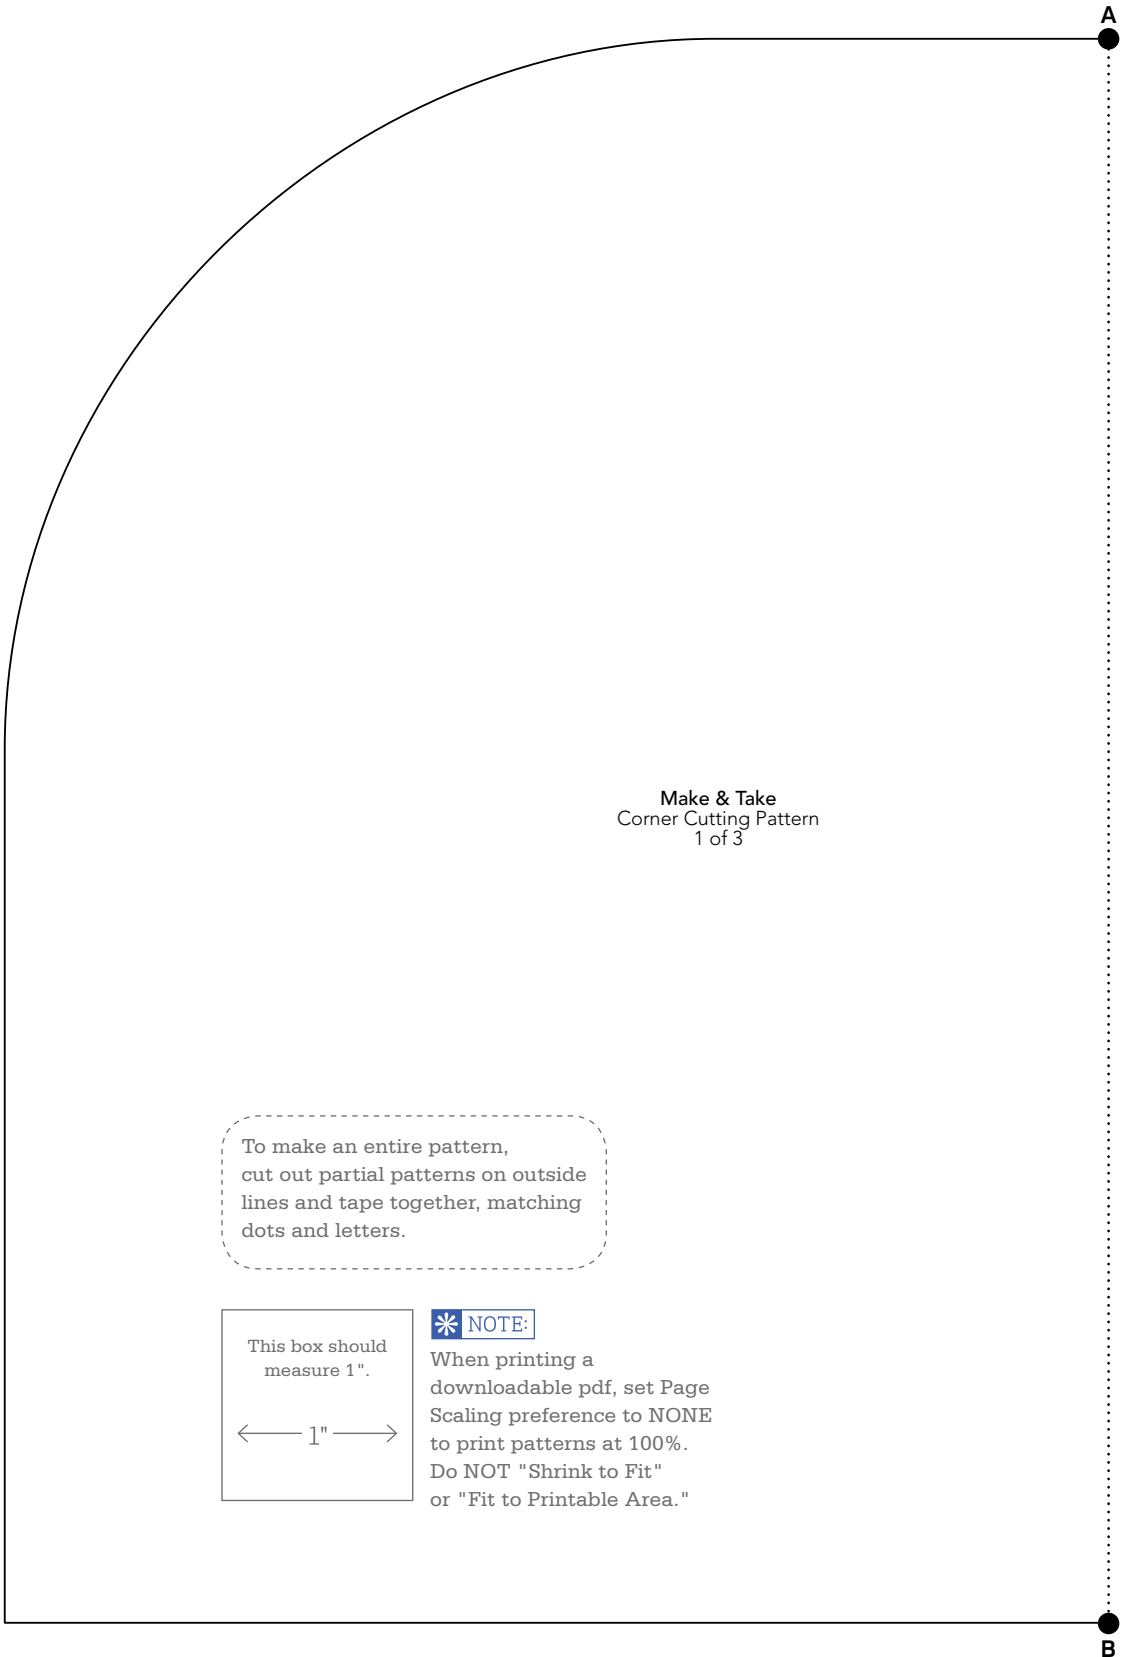 A
Make & Take
Corner Cutting Pattern
1 of 3
To make an entire pattern,
cut out partial patterns on outside
lines and tape together, matching
dots and letters.
This box should
measure 1".
1"
NOTE:
When printing a
downloadable pdf, set Page
Scaling preference to NONE
to print patterns at 100%.
Do NOT "Shrink to Fit"
or "Fit to Printable Area."
B